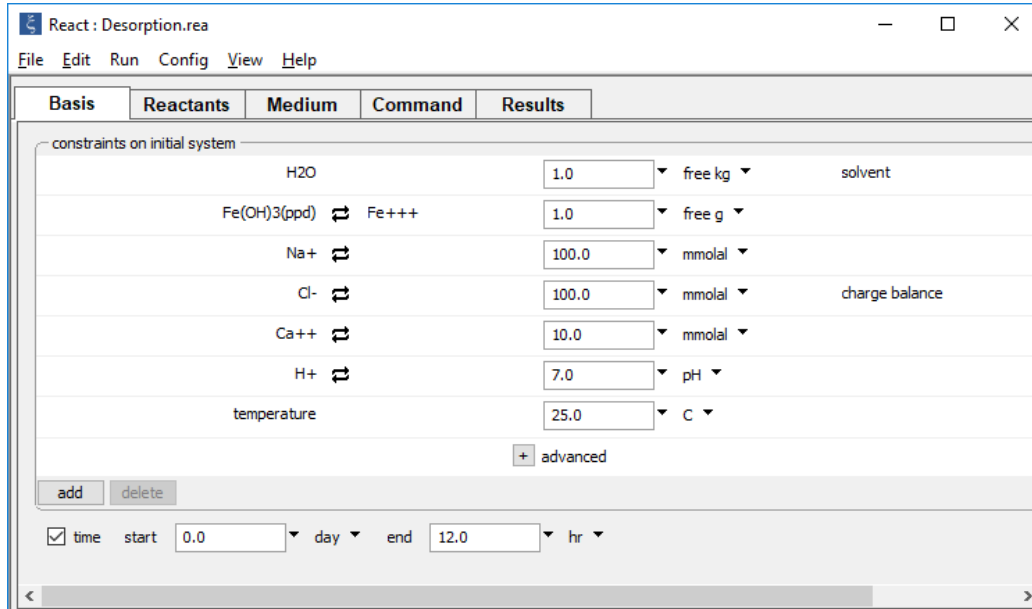 React : Desorption.rea
File Edit Run Config View Help
Basis Reactants Medium Command Results
constraints on initial system
H2O 1.0 free kg solvent
Fe(OH)3(ppd) Fe+++ 1.0 free g
Na+ 100.0 mmolal
Cl- 100.0 mmolal charge balance
Ca++ 10.0 mmolal
H+ 7.0 pH
temperature 25.0 C
+ advanced
add delete
time start 0.0 day end 12.0 hr